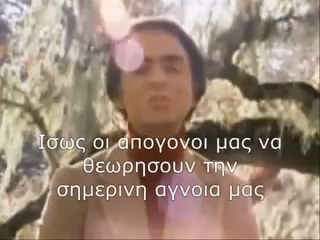 Ισως οι απογονοι μας να
θεωρησουν την
σημερινη αγνοια μας